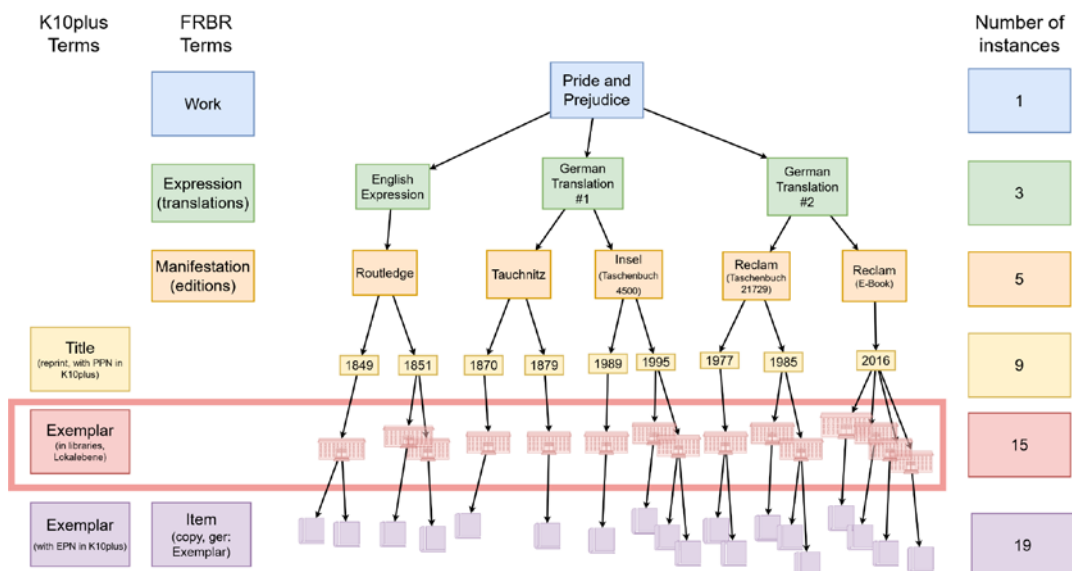 K10plus
Terms
FRBR
Terms
Number of
instances
Work
Pride and
Prejudice
1
Expression
(translations)
English
Expression
German
Translation
#1
German
Translation
#2
3
Manifestation
(editions)
Routledge
Tauchnitz
Insel
(Taschenbuch
4500)
Reclam
(Taschenbuch
21729)
Reclam
(E-Book)
5
Title
(reprint, with PPN in
K10plus)
1849
1851
1870
1879
1989
1995
1977
1985
2016
9
Exemplar
(in libraries,
Lokalebene)
15
Exemplar
(with EPN in K10plus)
Item
(copy, ger:
Exemplar)
19